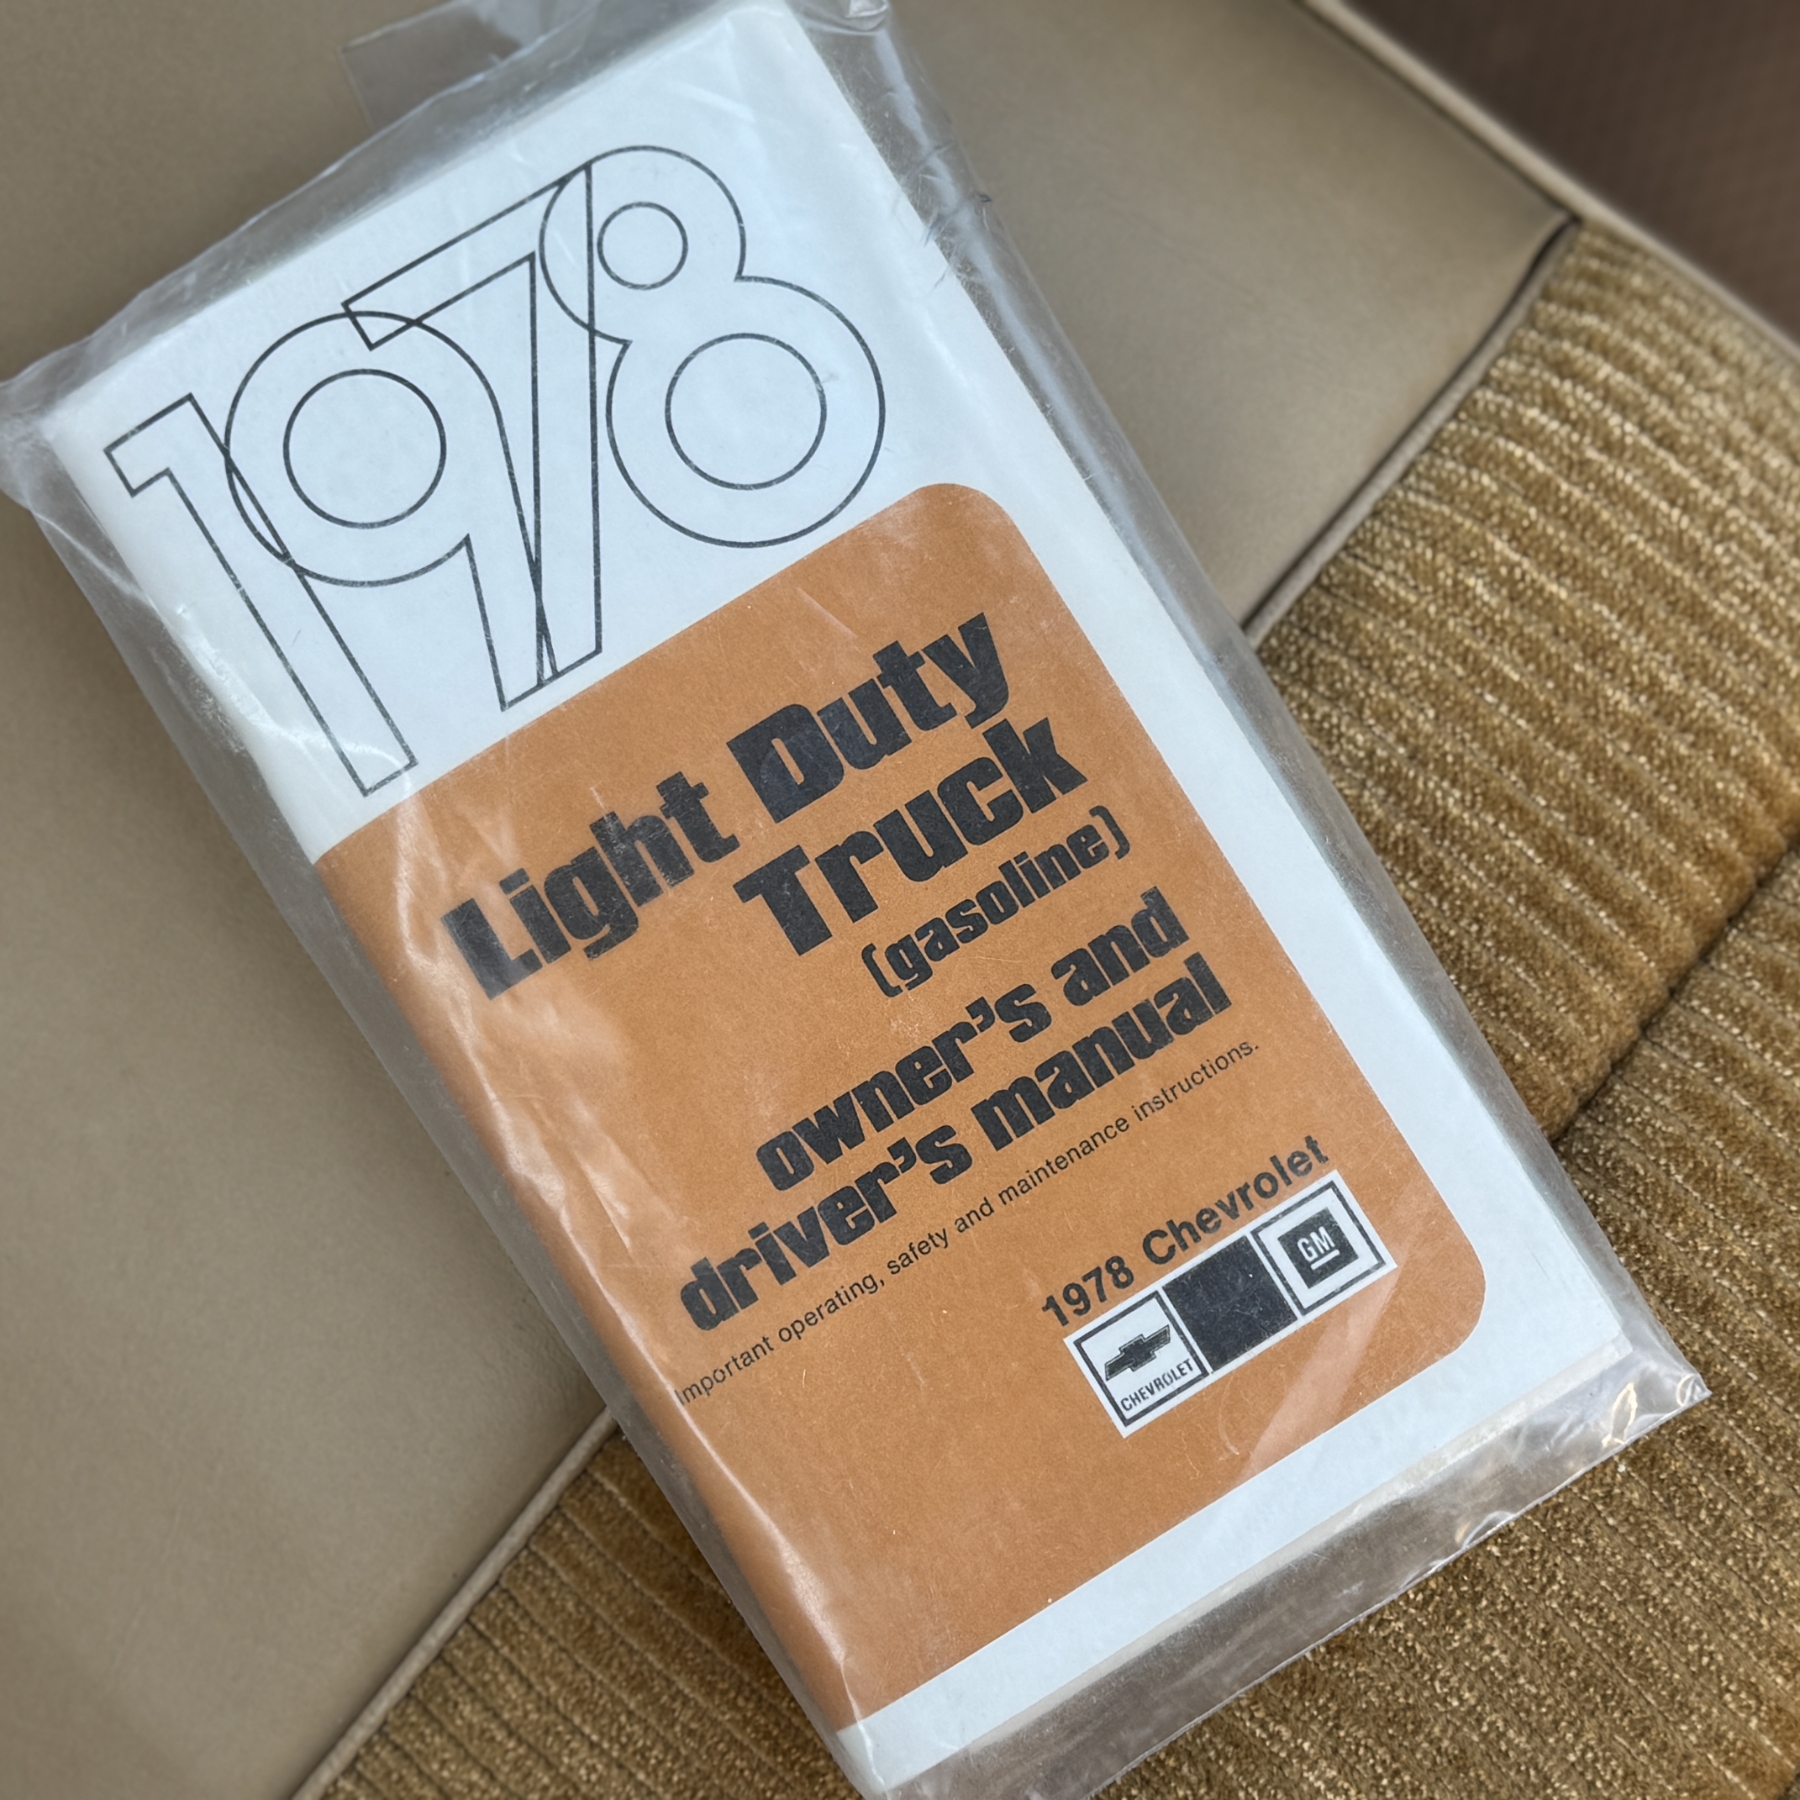 1978
Light Duty
Truck
(gasoline)
owner's and
driver's manual
Important operating, safety and maintenance instructions.
1978 Chevrolet
CHEVROLET
GM